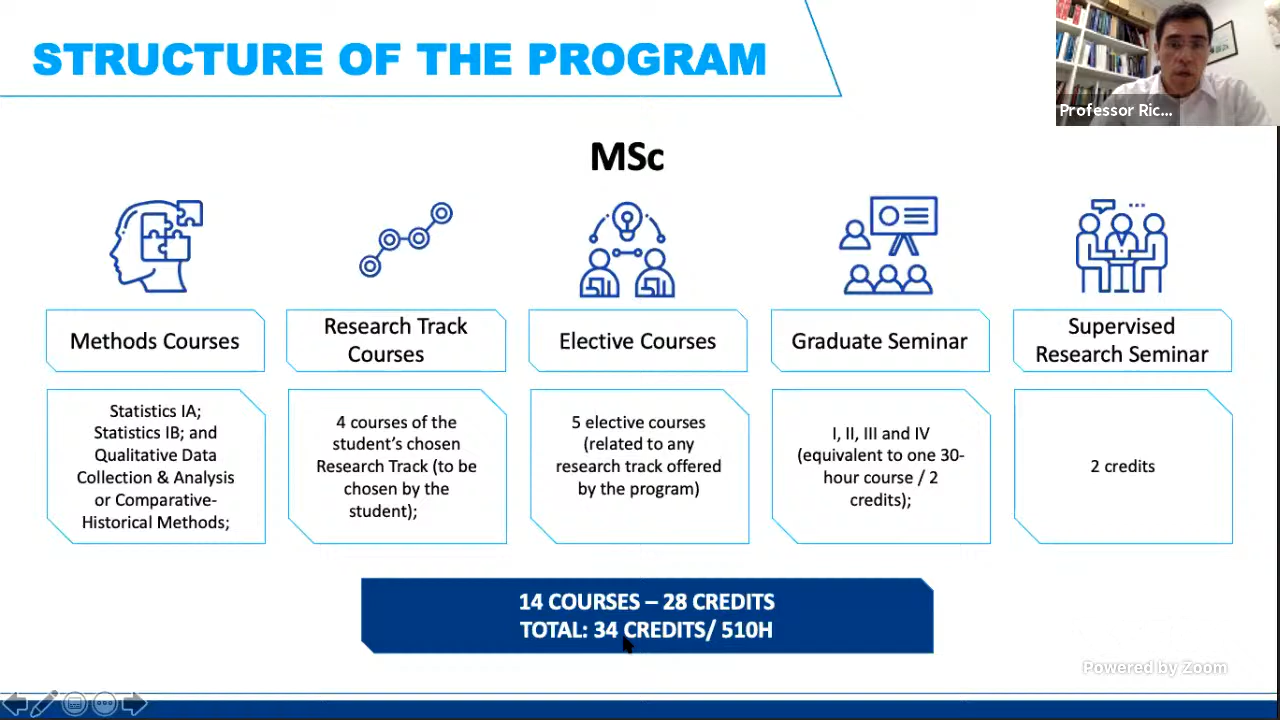 STRUCTURE OF THE PROGRAM
Professor Ric...
MSc
Methods Courses
Statistics IA;
Statistics IB; and
Qualitative Data
Collection & Analysis
or Comparative-
Historical Methods;
Research Track
Courses
4 courses of the
student's chosen
Research Track (to be
chosen by the
student);
Elective Courses
5 elective courses
(related to any
research track offered
by the program)
Graduate Seminar
I, II, III and IV
(equivalent to one 30-
hour course / 2
credits);
Supervised
Research Seminar
2 credits
14 COURSES – 28 CREDITS
TOTAL: 34 CREDITS/ 510H
Powered by Zoom